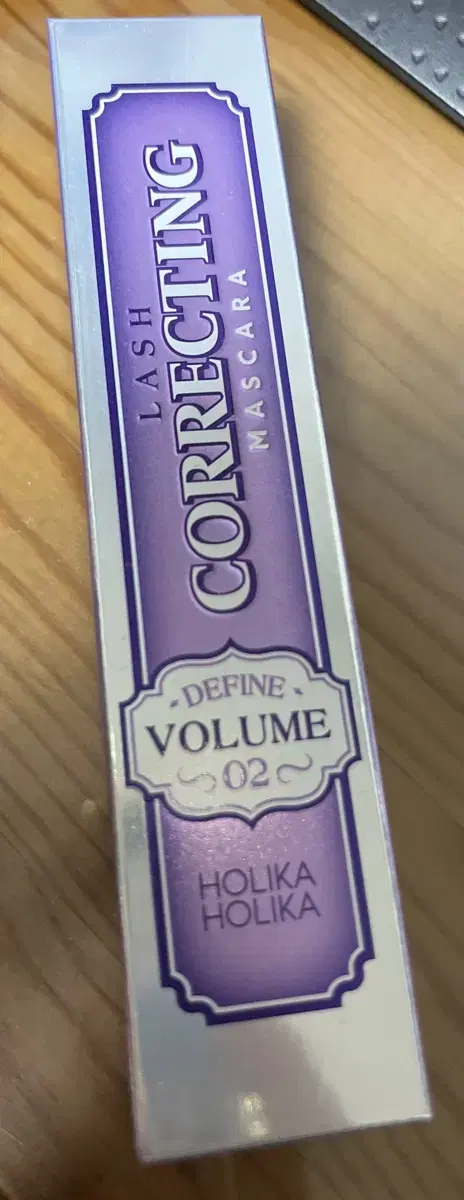 LASH
CORRECTING
MASCARA
- DEFINE -
VOLUME
02
HOLIKA
HOLIKA